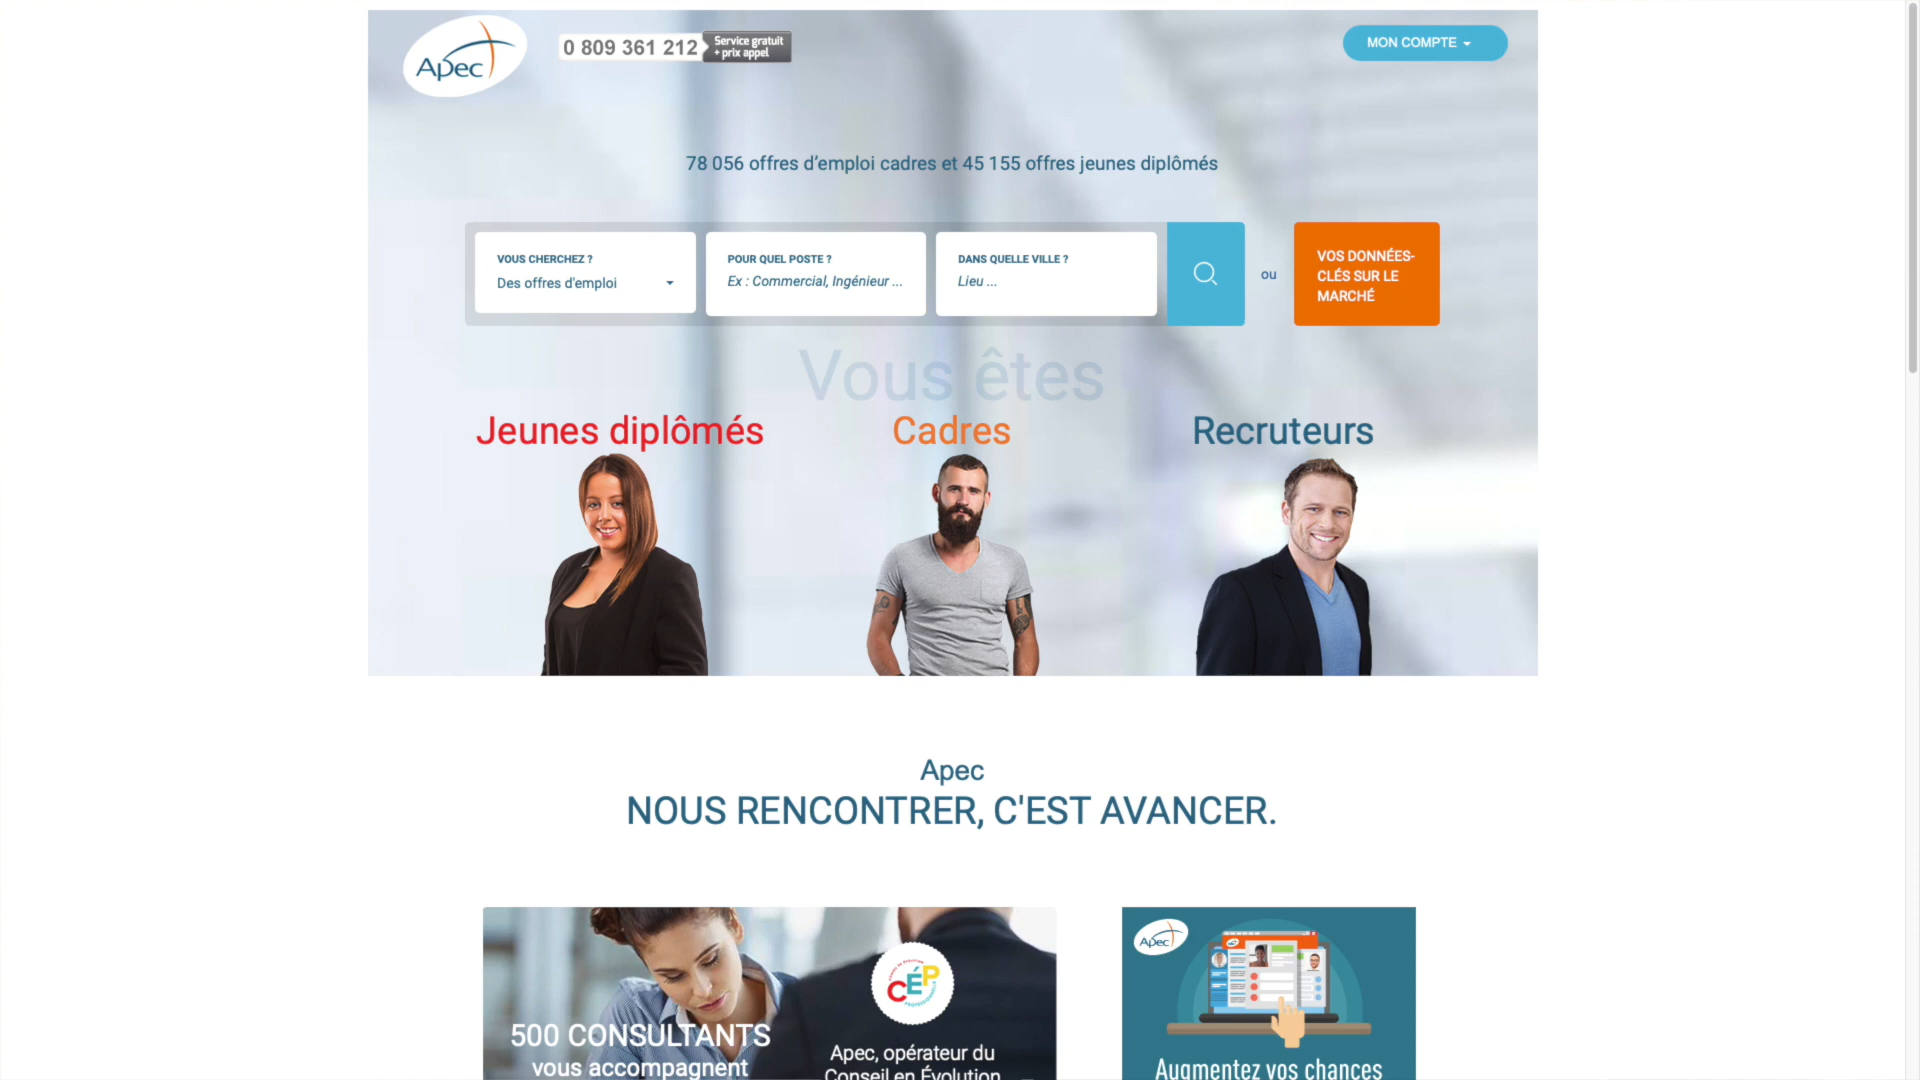 Apec
0 809 361 212
Service gratuit
+ prix appel
MON COMPTE
78 056 offres d’emploi cadres et 45 155 offres jeunes diplômés
VOUS CHERCHEZ ?
Des offres d'emploi
POUR QUEL POSTE ?
Ex : Commercial, Ingénieur ...
DANS QUELLE VILLE ?
Lieu ...
ou
VOS DONNÉES-
CLÉS SUR LE
MARCHÉ
Vous êtes
Jeunes diplômés
Cadres
Recruteurs
Apec
NOUS RENCONTRER, C'EST AVANCER.
500 CONSULTANTS
vous accompagnent
CÉP
Apec, opérateur du
Conseil en Évolution
Apec
Augmentez vos chances